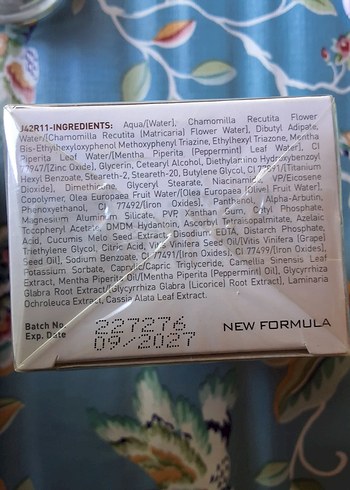 J42R11-INGREDIENTS: Aqua/[Water], Chamomilla Recutita Flower
Water/[Chamomilla Recutita [Matricaria] Flower Water], Dibutyl Adipate,
Bis-Ethylhexyloxyphenol Methoxyphenyl Triazine, Ethylhexyl Triazone, Mentha
Piperita Leaf Water/[Mentha Piperita [Peppermint] Leaf Water], CI
77947/[Zinc Oxide], Glycerin, Cetearyl Alcohol, Diethylamino Hydroxybenzoyl
Hexyl Benzoate, Steareth-2, Steareth-20, Butylene Glycol, CI 77891/[Titanium
Dioxide], Dimethicone, Glyceryl Stearate, Niacinamide, VP/Eicosene
Copolymer, Olea Europaea Fruit Water/[Olea Europaea [Olive] Fruit Water],
Phenoxyethanol, CI 77492/[Iron Oxides], Panthenol, Alpha-Arbutin,
Magnesium Aluminum Silicate, PVP, Xanthan Gum, Cetyl Phosphate,
Tocopheryl Acetate, DMDM Hydantoin, Ascorbyl Tetraisopalmitate, Azelaic
Acid, Cucumis Melo Seed Extract, Disodium EDTA, Distarch Phosphate,
Triethylene Glycol, Citric Acid, Vitis Vinifera Seed Oil/[Vitis Vinifera [Grape]
Seed Oil], Sodium Benzoate, CI 77491/[Iron Oxides], CI 77499/[Iron Oxides],
Potassium Sorbate, Caprylic/Capric Triglyceride, Camellia Sinensis Leaf
Extract, Mentha Piperita Oil/[Mentha Piperita [Peppermint] Oil], Glycyrrhiza
Glabra Root Extract/[Glycyrrhiza Glabra [Licorice] Root Extract], Laminaria
Ochroleuca Extract, Cassia Alata Leaf Extract.
Batch No. 227276
Exp. Date 09/2027
NEW FORMULA